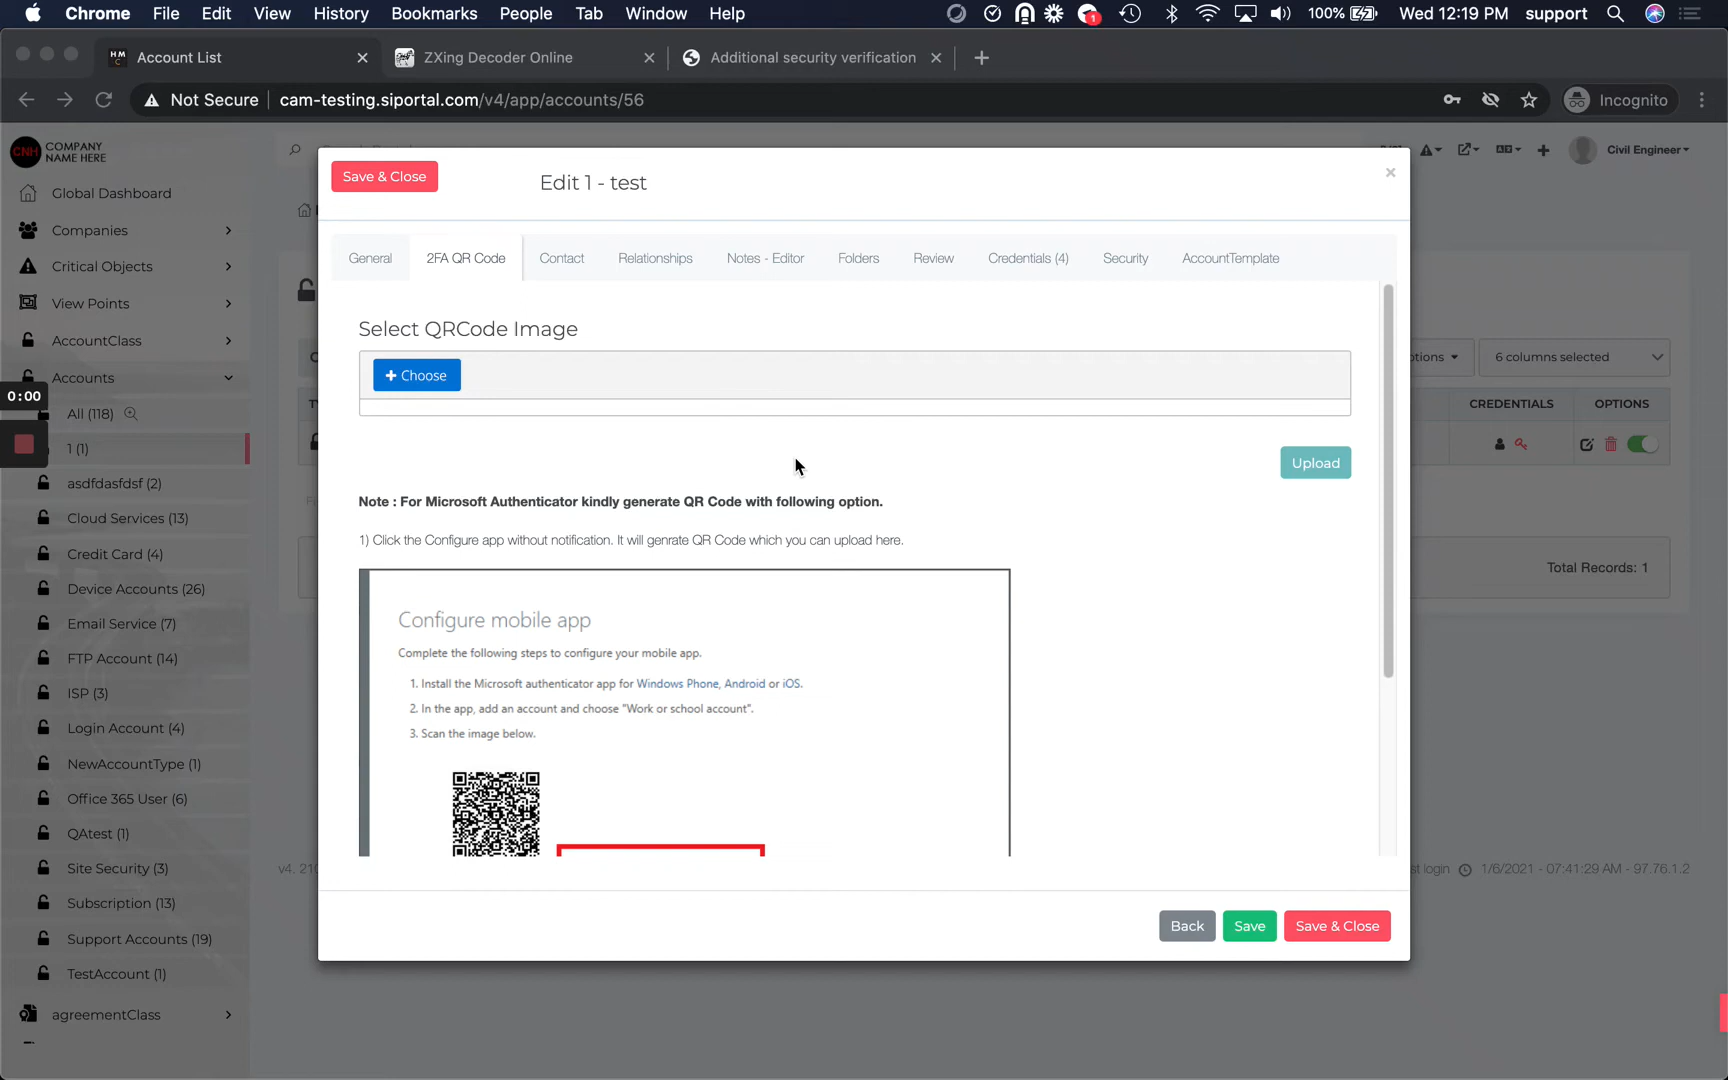 Chrome File Edit View History Bookmarks People Tab Window Help
1
100%
Wed 12:19 PM support
HM
C
Account List
ZXing Decoder Online
Additional security verification
Not Secure
cam-testing.siportal.com/v4/app/accounts/56
Incognito
CNH
COMPANY
NAME HERE
Civil Engineer
Global Dashboard
Companies
Critical Objects
View Points
AccountClass
Accounts
0:00
All (118)
1 (1)
asdfdasfdsf (2)
Cloud Services (13)
Credit Card (4)
Device Accounts (26)
Email Service (7)
FTP Account (14)
ISP (3)
Login Account (4)
NewAccountType (1)
Office 365 User (6)
QAtest (1)
Site Security (3)
Subscription (13)
Support Accounts (19)
TestAccount (1)
agreementClass
Save & Close
Edit 1 - test
×
General
2FA QR Code
Contact
Relationships
Notes - Editor
Folders
Review
Credentials (4)
Security
AccountTemplate
Select QRCode Image
+ Choose
Upload
Note : For Microsoft Authenticator kindly generate QR Code with following option.
1) Click the Configure app without notification. It will genrate QR Code which you can upload here.
Configure mobile app
Complete the following steps to configure your mobile app.
1. Install the Microsoft authenticator app for Windows Phone, Android or iOS.
2. In the app, add an account and choose "Work or school account".
3. Scan the image below.
Back
Save
Save & Close
6 columns selected
CREDENTIALS
OPTIONS
Total Records: 1
login
1/6/2021 - 07:41:29 AM - 97.76.1.2